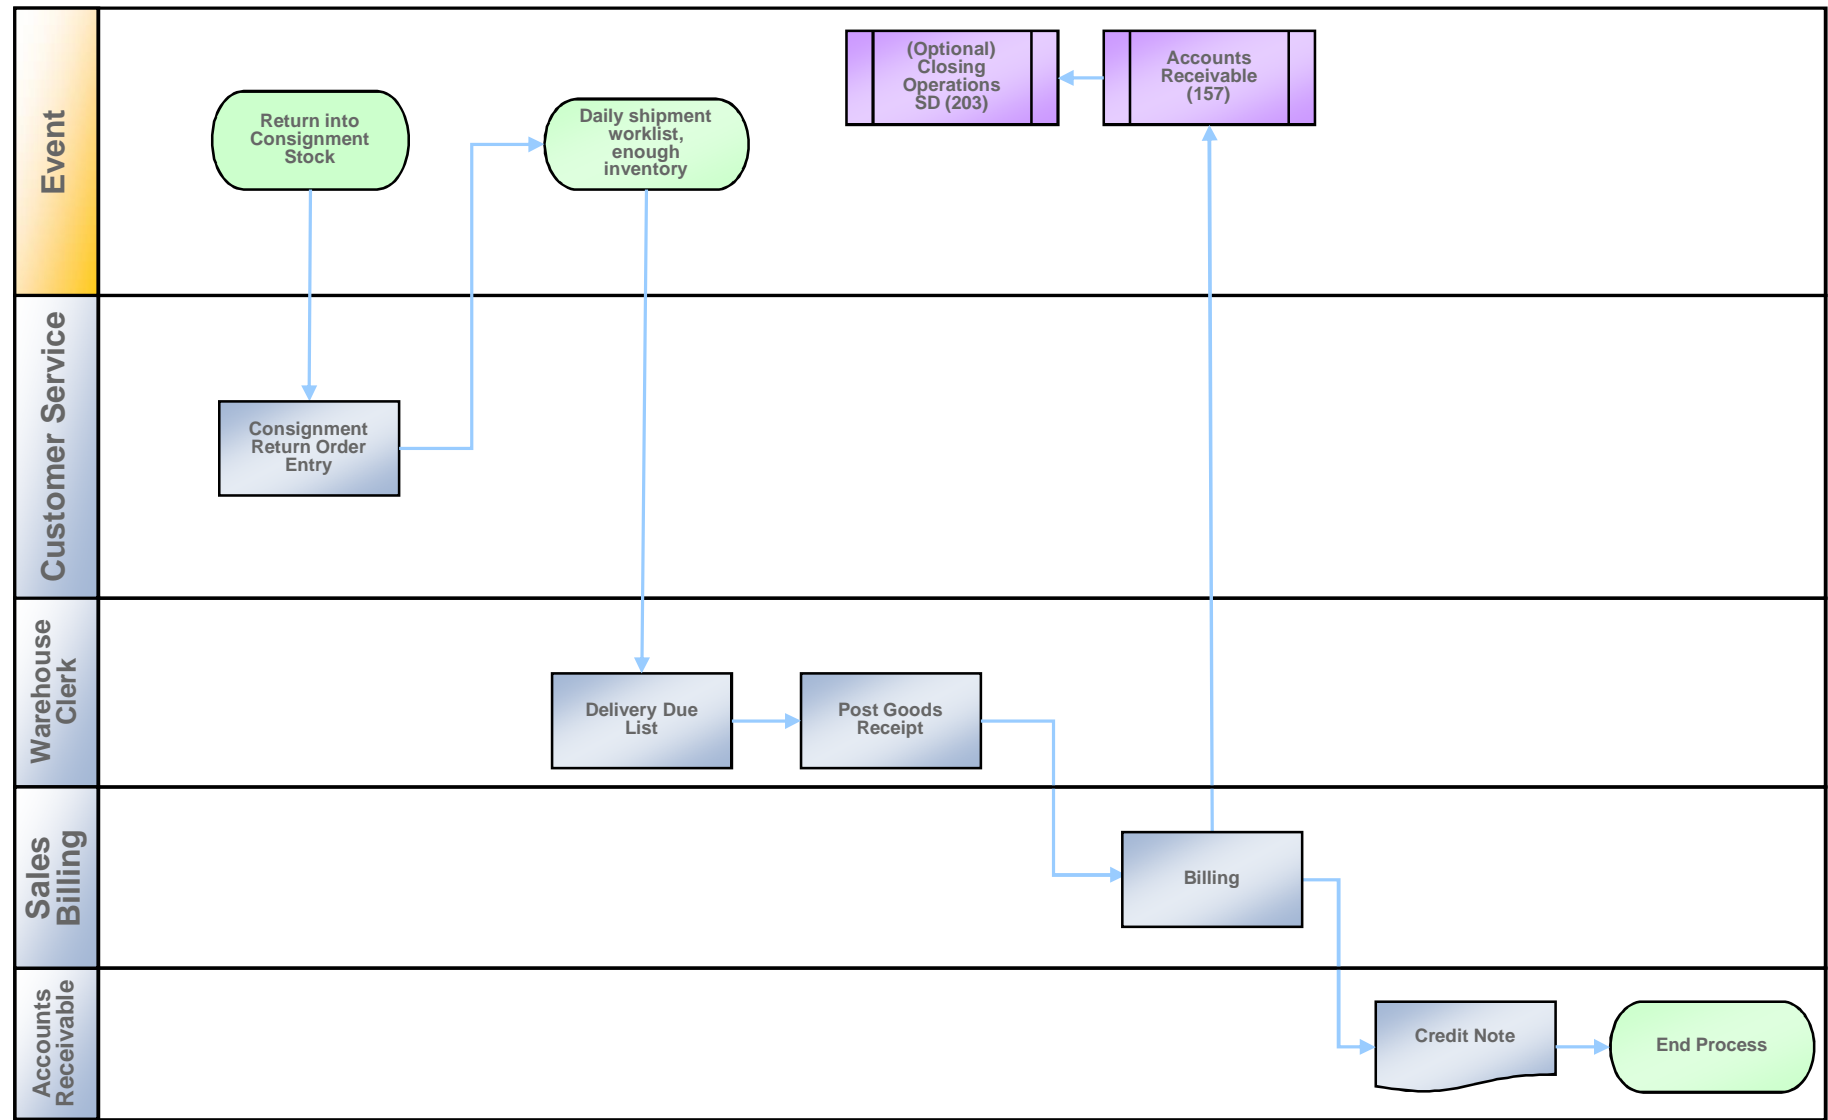 Event
Return into
Consignment
Stock
Daily shipment
worklist,
enough
inventory
(Optional)
Closing
Operations
SD (203)
Accounts
Receivable
(157)
Customer Service
Consignment
Return Order
Entry
Warehouse
Clerk
Delivery Due
List
Post Goods
Receipt
Sales
Billing
Billing
Accounts
Receivable
Credit Note
End Process